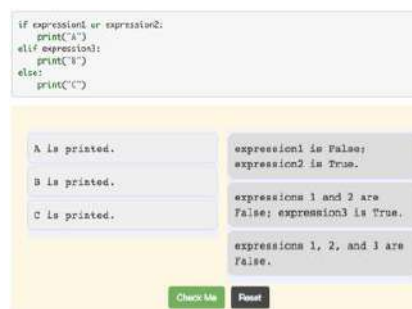 if expression1 or expression2:
print("A")
elif expression3:
print("B")
else:
print("C")
A is printed.
B is printed.
C is printed.
expression1 is False;
expression2 is True.
expressions 1 and 2 are
False; expression3 is True.
expressions 1, 2, and 3 are
False.
Check Me
Reset